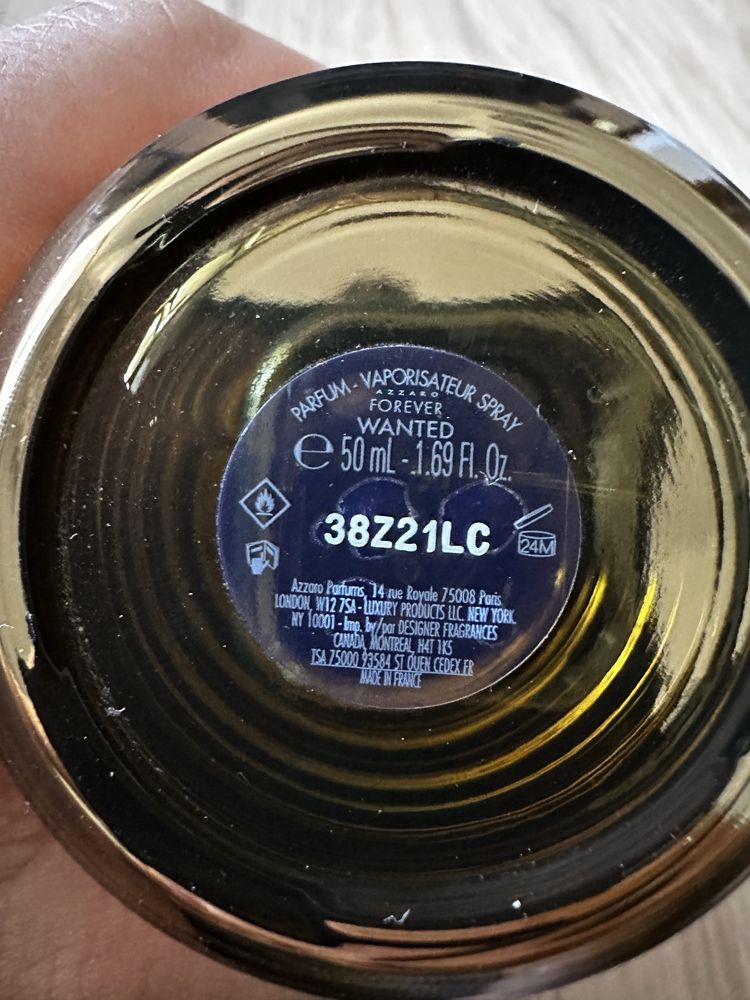 PARFUM - VAPORISATEUR SPRAY
AZZARO
FOREVER
WANTED
e 50 mL - 1.69 Fl. Oz.
38Z21LC
24M
Azzaro Parfums, 14 rue Royale 75008 Paris
LONDON, W12 7SA - LUXURY PRODUCTS LLC. NEW YORK,
NY 10001 - Imp. by/par DESIGNER FRAGRANCES
CANADA, MONTREAL, H4T 1K5
TSA 75000 93584 ST OUEN CEDEX.FR
MADE IN FRANCE